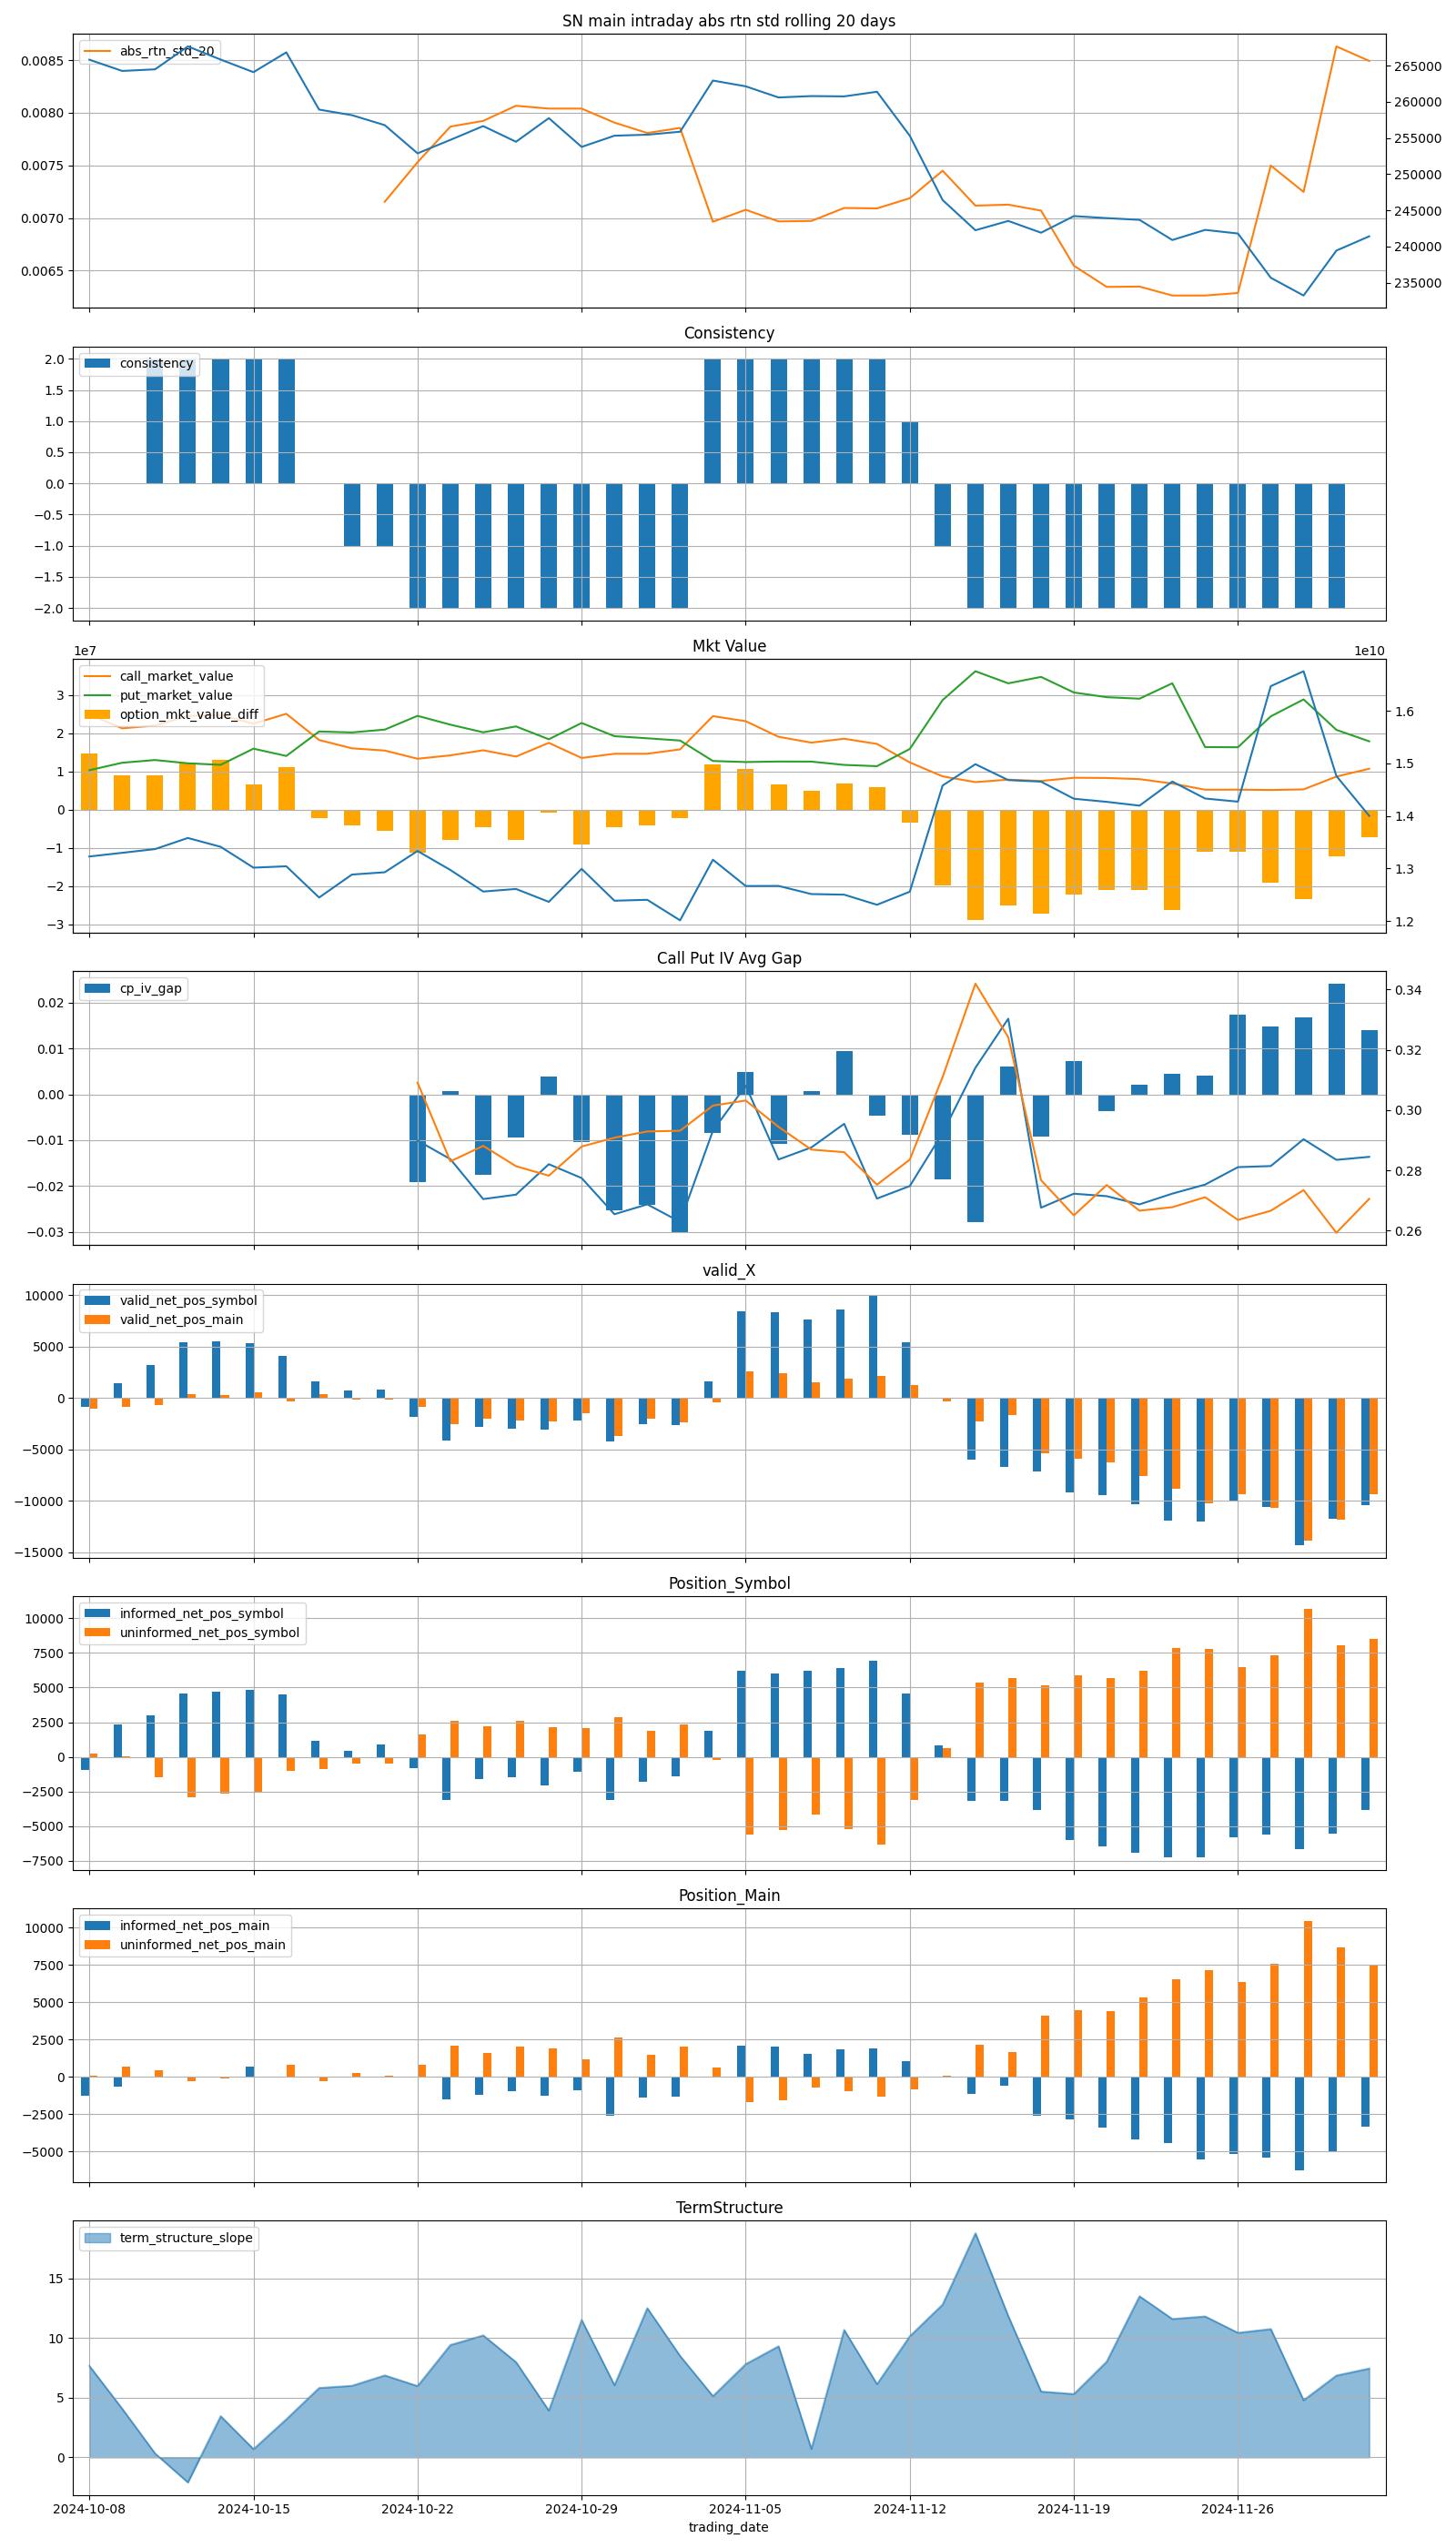 SN main intraday abs rtn std rolling 20 days
abs_rtn_std_20
0.0085
0.0080
0.0075
0.0070
0.0065
265000
260000
255000
250000
245000
240000
235000
Consistency
consistency
2.0
1.5
1.0
0.5
0.0
−0.5
−1.0
−1.5
−2.0
Mkt Value
1e7
1e10
call_market_value
put_market_value
option_mkt_value_diff
3
2
1
0
−1
−2
−3
1.6
1.5
1.4
1.3
1.2
Call Put IV Avg Gap
cp_iv_gap
0.02
0.01
0.00
−0.01
−0.02
−0.03
0.34
0.32
0.30
0.28
0.26
valid_X
valid_net_pos_symbol
valid_net_pos_main
10000
5000
0
−5000
−10000
−15000
Position_Symbol
informed_net_pos_symbol
uninformed_net_pos_symbol
10000
7500
5000
2500
0
−2500
−5000
−7500
Position_Main
informed_net_pos_main
uninformed_net_pos_main
10000
7500
5000
2500
0
−2500
−5000
TermStructure
term_structure_slope
15
10
5
0
2024-10-08 2024-10-15 2024-10-22 2024-10-29 2024-11-05 2024-11-12 2024-11-19 2024-11-26
trading_date